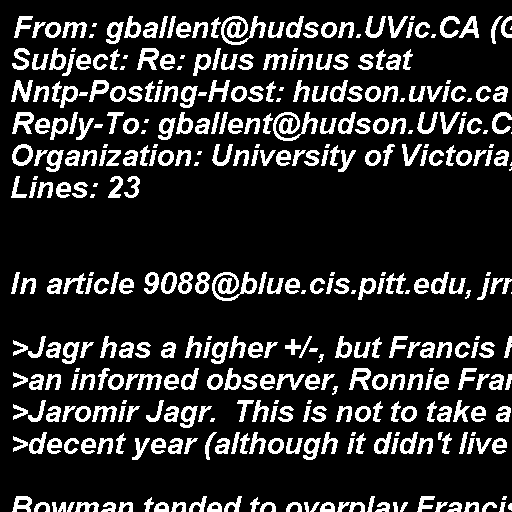 From: gballent@hudson.UVic.CA (G
Subject: Re: plus minus stat
Nntp-Posting-Host: hudson.uvic.ca
Reply-To: gballent@hudson.UVic.C
Organization: University of Victoria,
Lines: 23
In article 9088@blue.cis.pitt.edu, jrm
>Jagr has a higher +/-, but Francis h
>an informed observer, Ronnie Fran
>Jaromir Jagr.  This is not to take a
>decent year (although it didn't live
Bowman tended to overplay Francis